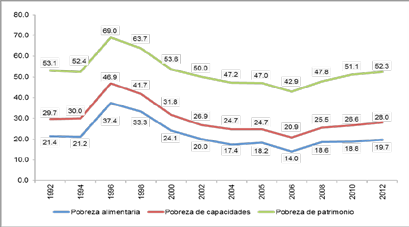 80.0
70.0
60.0
50.0
40.0
30.0
20.0
10.0
0.0
53.1 52.4 69.0 63.7 53.6 50.0 47.2 47.0 42.9 47.8 51.1 52.3
29.7 30.0 46.9 41.7 31.8 26.9 24.7 24.7 20.9 25.5 26.6 28.0
21.4 21.2 37.4 33.3 24.1 20.0 17.4 18.2 14.0 18.6 18.8 19.7
1992 1994 1996 1998 2000 2002 2004 2005 2006 2008 2010 2012
Pobreza alimentaria Pobreza de capacidades Pobreza de patrimonio